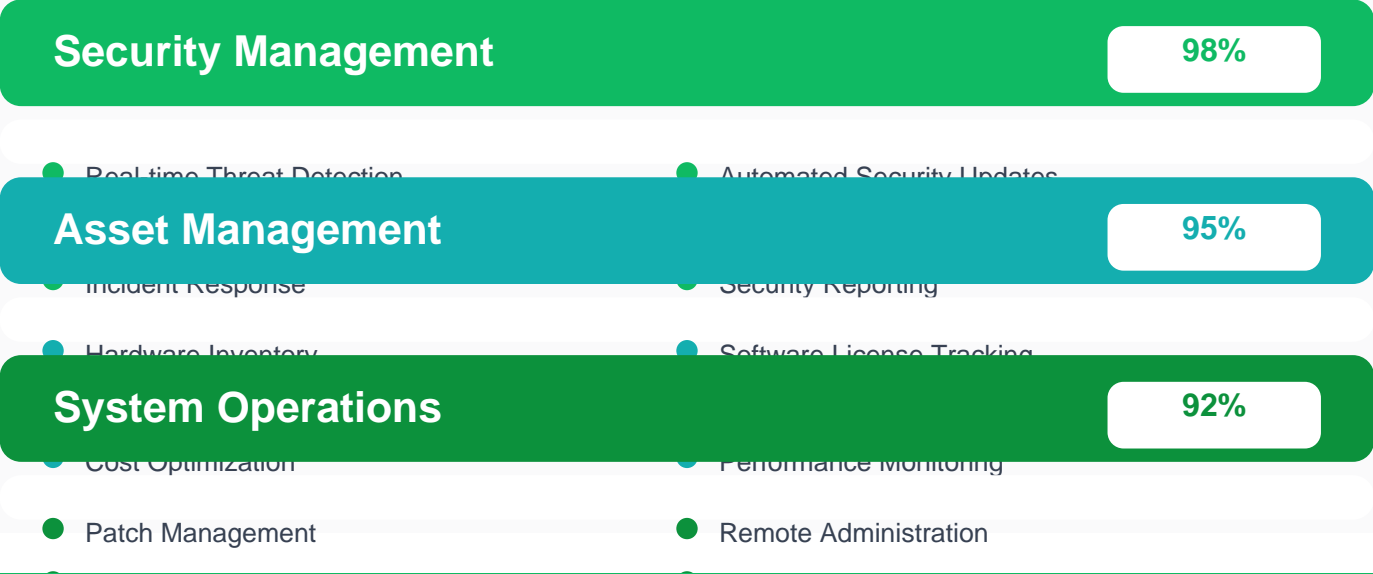 Security Management 98%
Real-time Threat Detection Automated Security Updates
Asset Management 95%
Incident Response Security Reporting
Hardware Inventory Software License Tracking
System Operations 92%
Cost Optimization Performance Monitoring
Patch Management Remote Administration